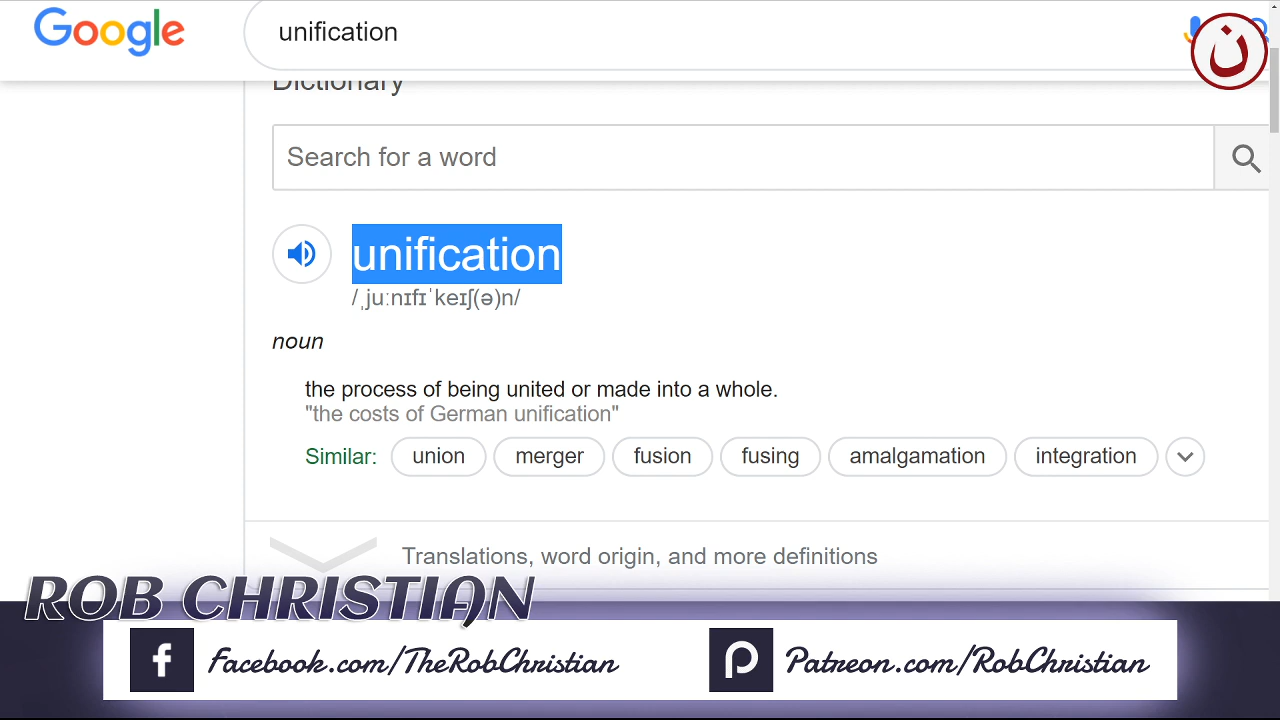 Google
unification
ن
Dictionary
Search for a word
unification
/ˌjuːnɪfɪˈkeɪʃ(ə)n/
noun
the process of being united or made into a whole.
"the costs of German unification"
Similar: union merger fusion fusing amalgamation integration
Translations, word origin, and more definitions
ROB CHRISTIAN
f Facebook.com/TheRobChristian
Patreon.com/RobChristian